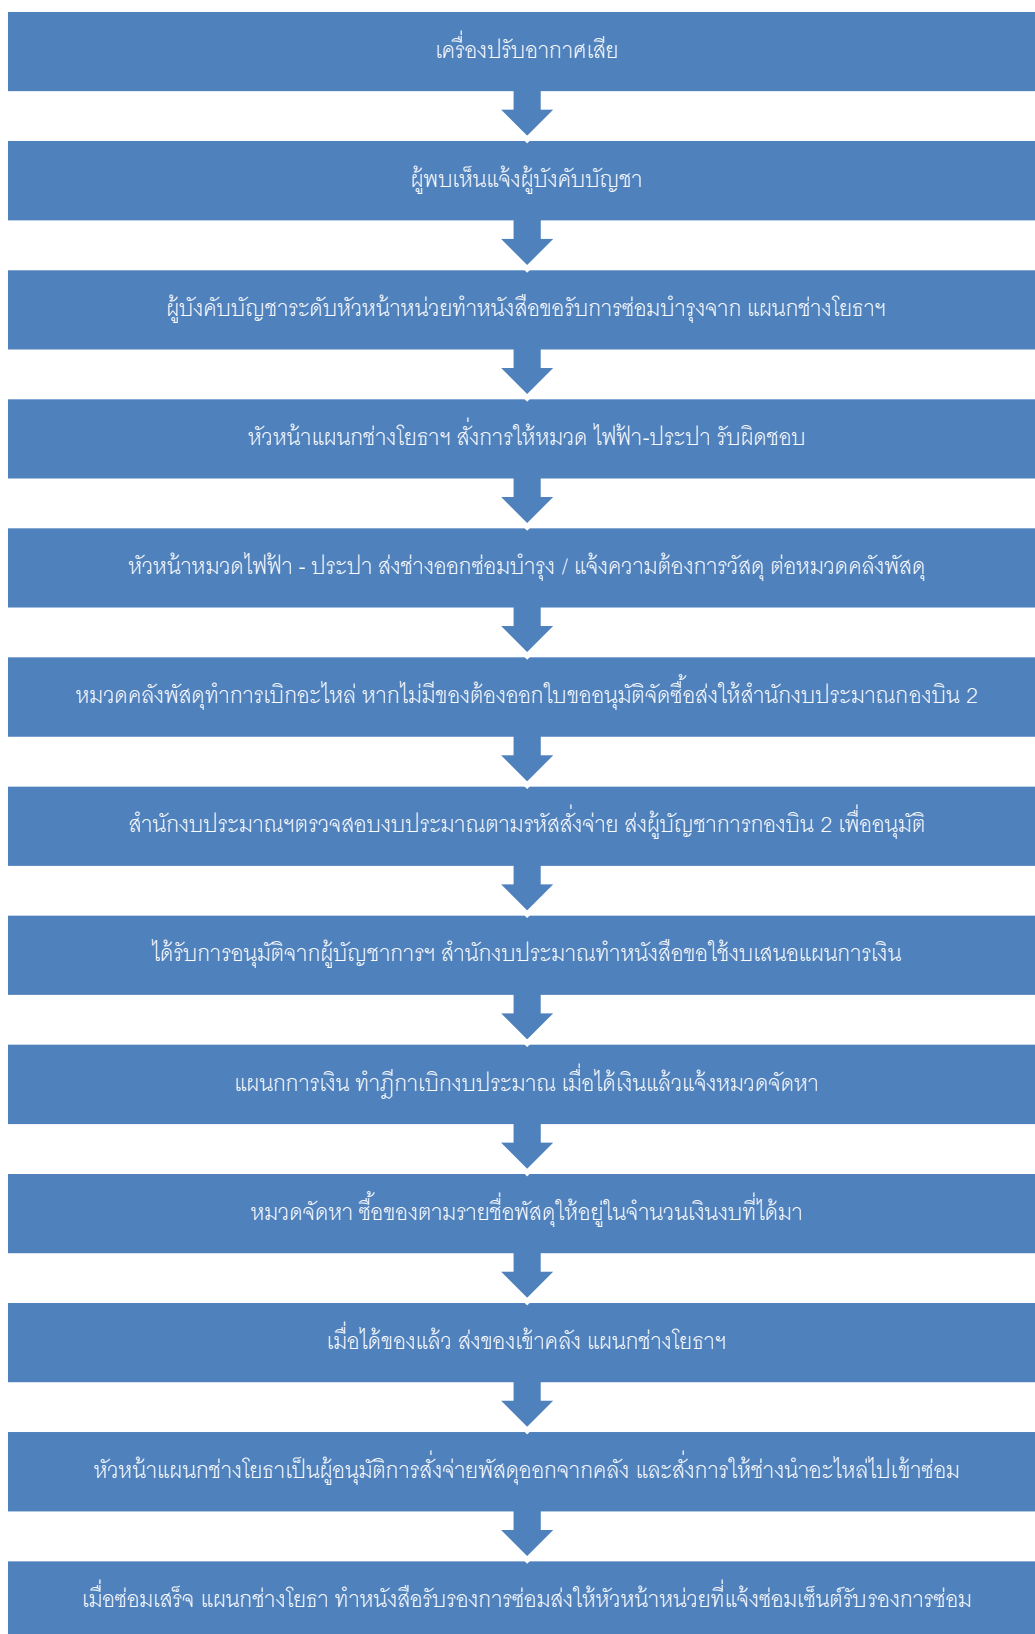 เครื่องปรับอากาศเสีย
ผู้พบเห็นแจ้งผู้บังคับบัญชา
ผู้บังคับบัญชาระดับหัวหน้าหน่วยทำหนังสือขอรับการซ่อมบำรุงจาก แผนกช่างโยธาฯ
หัวหน้าแผนกช่างโยธาฯ สั่งการให้หมวด ไฟฟ้า-ประปา รับผิดชอบ
หัวหน้าหมวดไฟฟ้า - ประปา ส่งช่างออกซ่อมบำรุง / แจ้งความต้องการวัสดุ ต่อหมวดคลังพัสดุ
หมวดคลังพัสดุทำการเบิกอะไหล่ หากไม่มีของต้องออกใบขออนุมัติจัดซื้อส่งให้สำนักงบประมาณกองบิน 2
สำนักงบประมาณฯตรวจสอบงบประมาณตามรหัสสั่งจ่าย ส่งผู้บัญชาการกองบิน 2 เพื่ออนุมัติ
ได้รับการอนุมัติจากผู้บัญชาการฯ สำนักงบประมาณทำหนังสือขอใช้งบเสนอแผนการเงิน
แผนกการเงิน ทำฎีกาเบิกงบประมาณ เมื่อได้เงินแล้วแจ้งหมวดจัดหา
หมวดจัดหา ซื้อของตามรายชื่อพัสดุให้อยู่ในจำนวนเงินงบที่ได้มา
เมื่อได้ของแล้ว ส่งของเข้าคลัง แผนกช่างโยธาฯ
หัวหน้าแผนกช่างโยธาเป็นผู้อนุมัติการสั่งจ่ายพัสดุออกจากคลัง และสั่งการให้ช่างนำอะไหล่ไปเข้าซ่อม
เมื่อซ่อมเสร็จ แผนกช่างโยธา ทำหนังสือรับรองการซ่อมส่งให้หัวหน้าหน่วยที่แจ้งซ่อมเซ็นต์รับรองการซ่อม